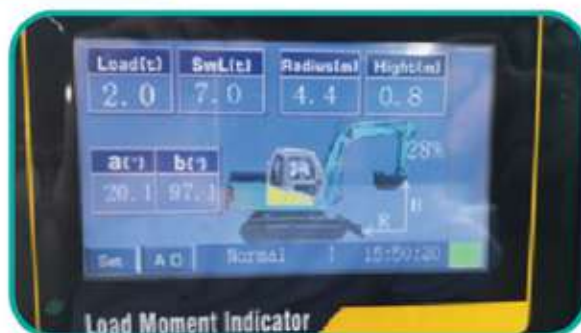 Load(t) SwL(t) Radius(m) Hight(m)
2.0 7.0 4.4 0.8
a(°) b(°)
20.1 97.1
28%
H
R
Set A0 Normal 1 15:50:20
Load Moment Indicator